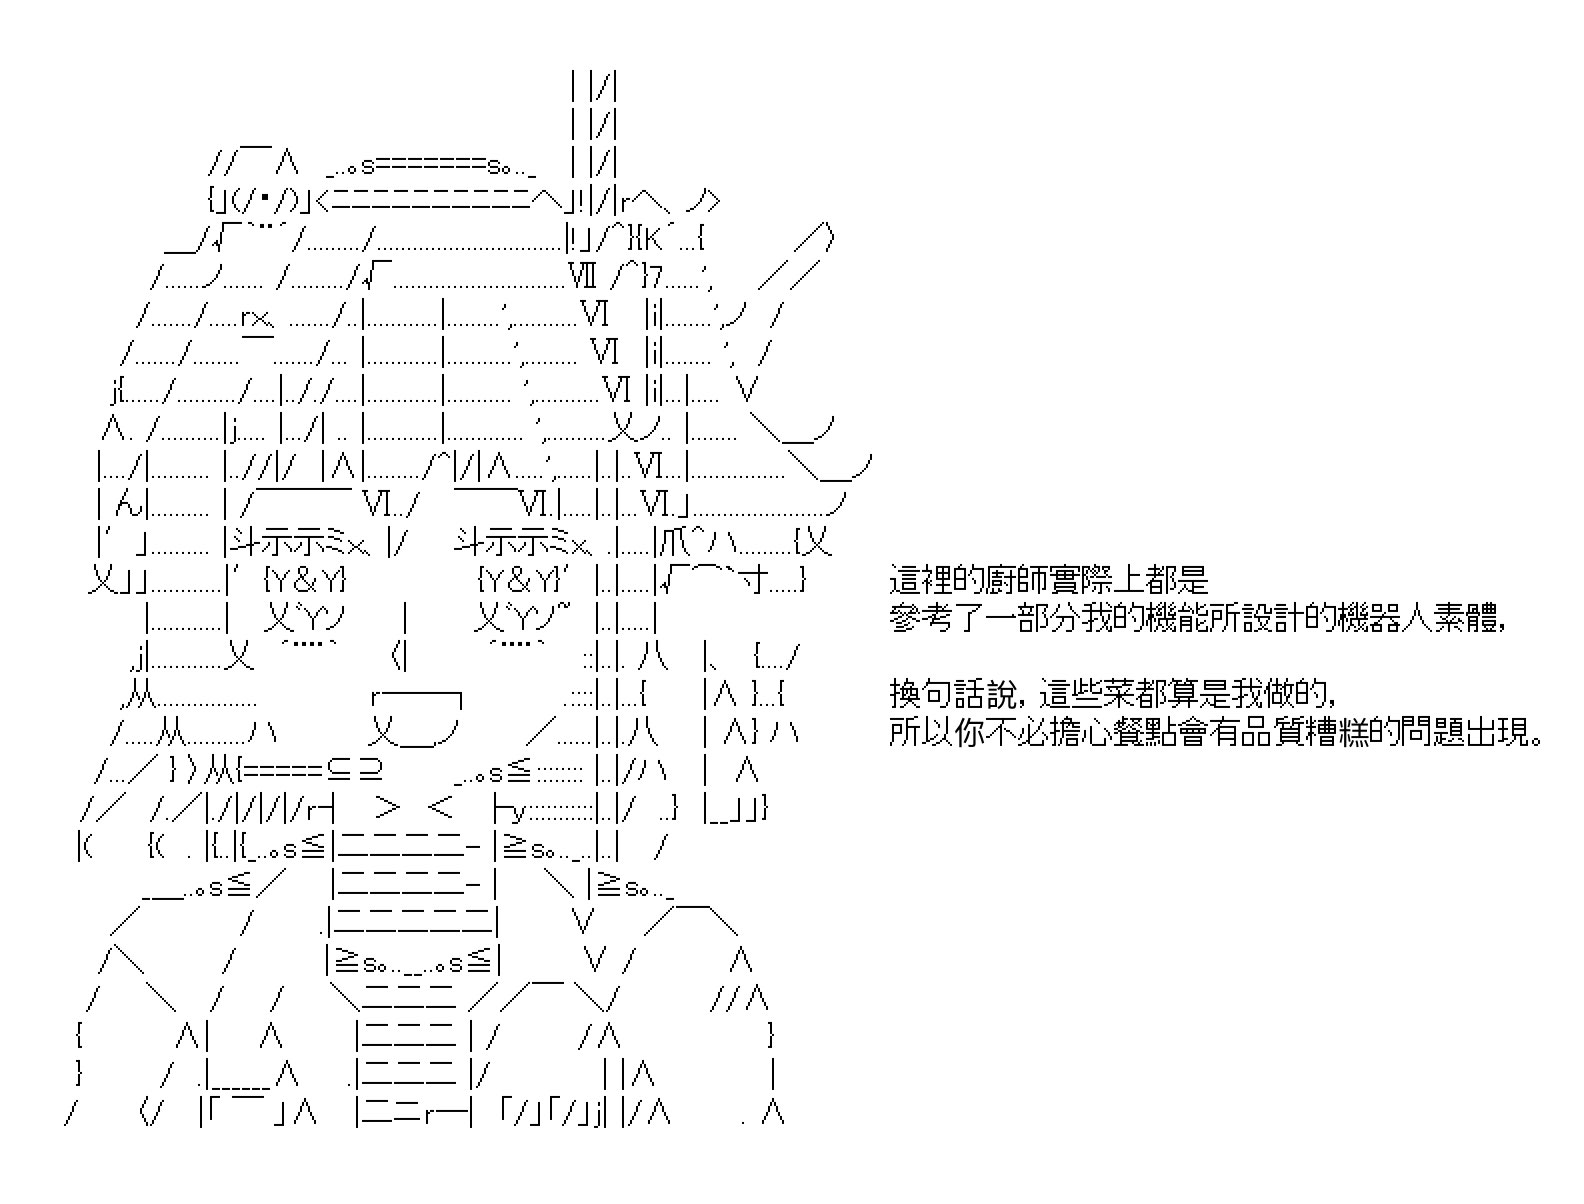 這裡的廚師實際上都是
參考了一部分我的機能所設計的機器人素體，
換句話說，這些菜都算是我做的，
所以你不必擔心餐點會有品質糟糕的問題出現。